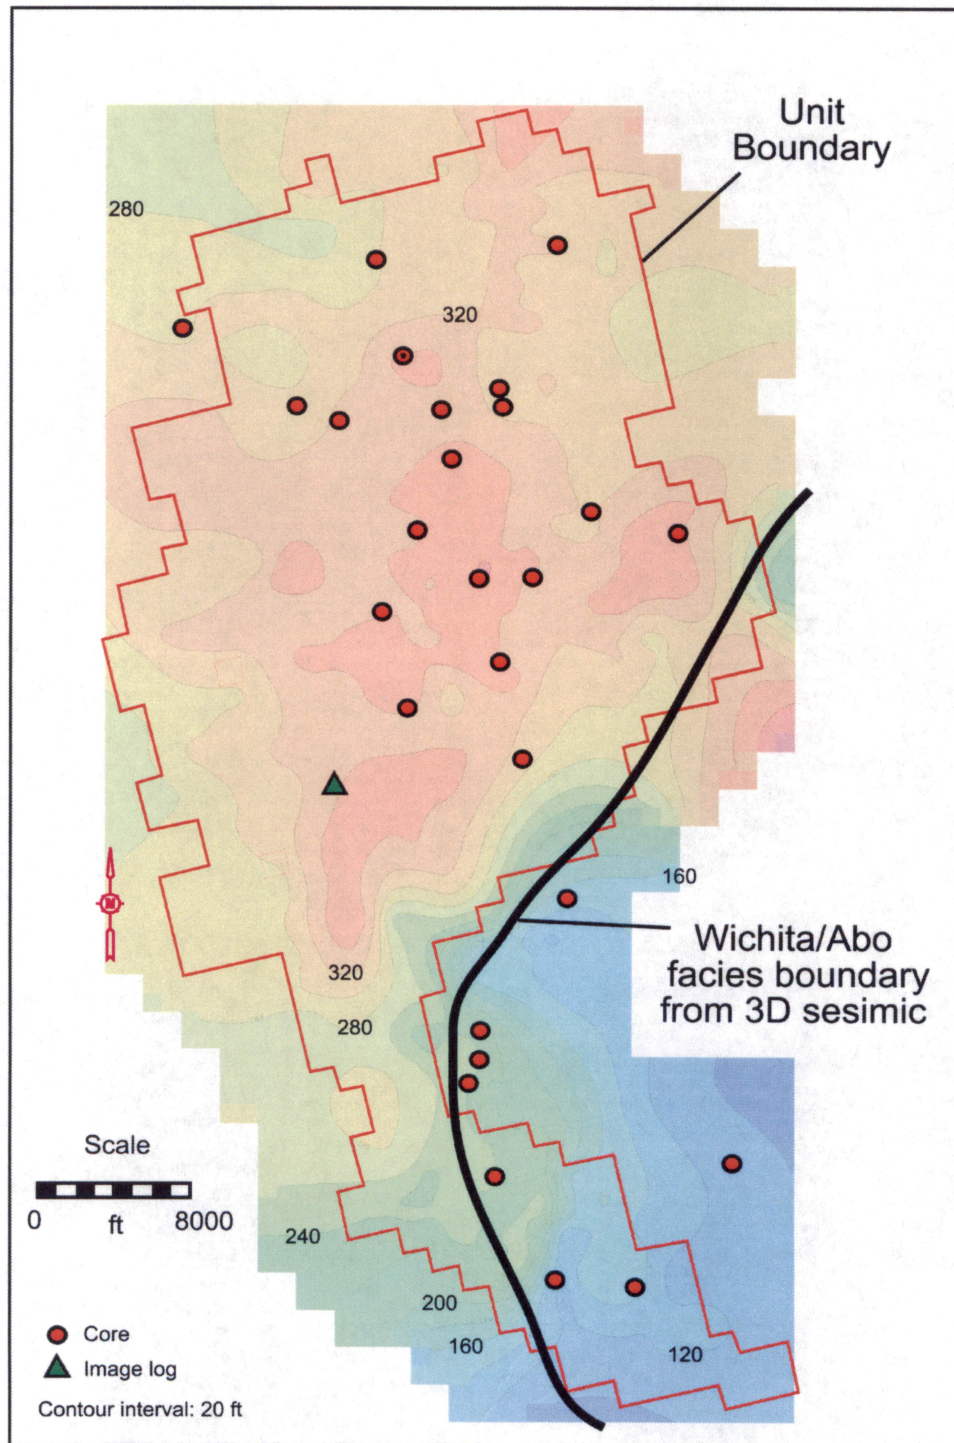 Unit
Boundary
280
320
160
Wichita/Abo
facies boundary
from 3D sesimic
320
280
Scale
0 ft 8000
240
200
160
120
Core
Image log
Contour interval: 20 ft
N